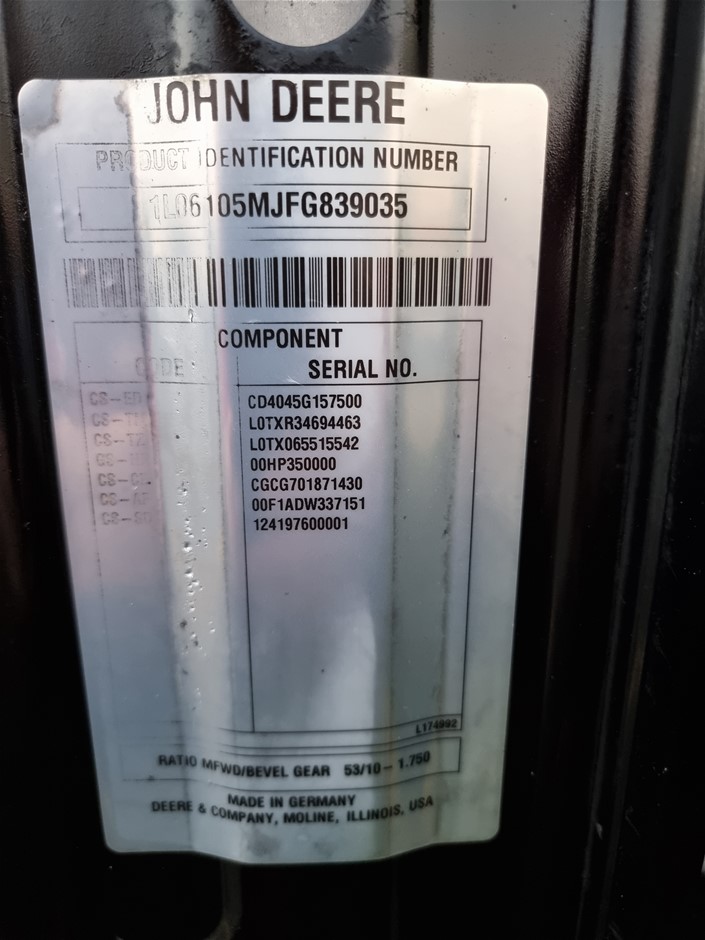 JOHN DEERE
PRODUCT IDENTIFICATION NUMBER
1L06105MJFG839035
COMPONENT
CODE SERIAL NO.
CD4045G157500
L0TXR34694463
L0TX065515542
00HP350000
CGCG701871430
00F1ADW337151
124197600001
L174992
RATIO MFWD/BEVEL GEAR 53/10 – 1.750
MADE IN GERMANY
DEERE & COMPANY, MOLINE, ILLINOIS, USA